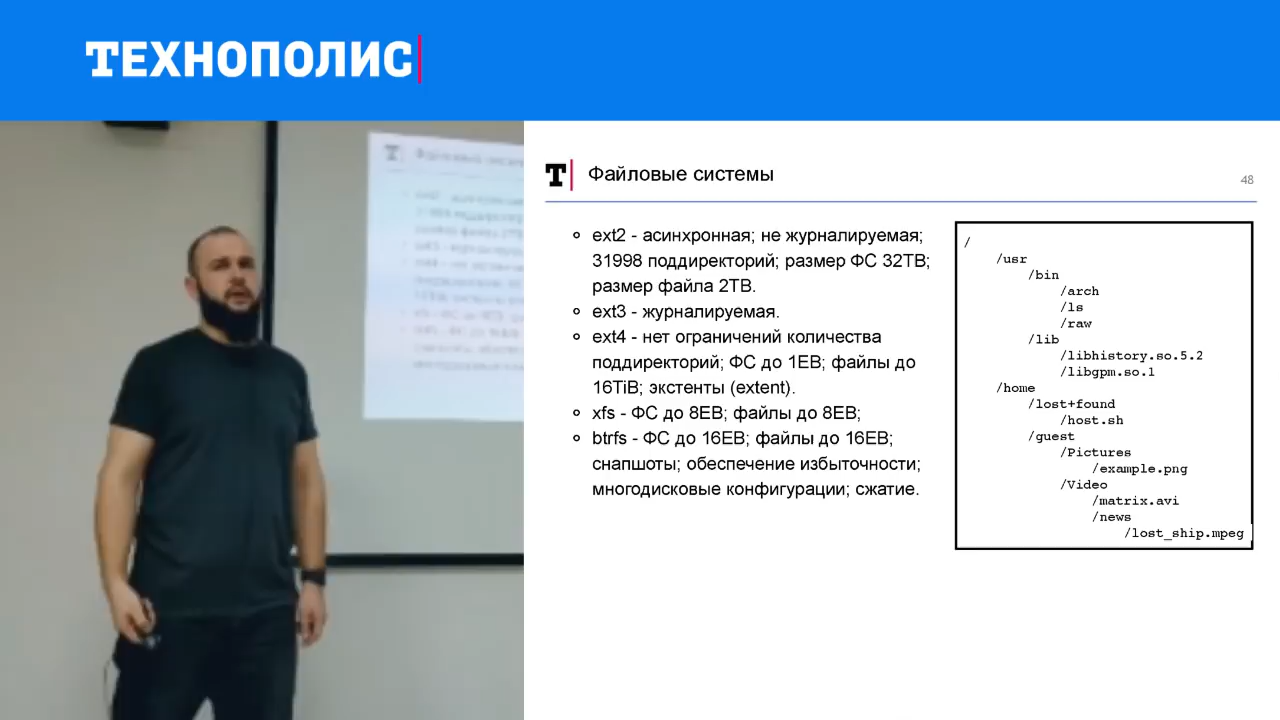 ТЕХНОПОЛИС
Т Файловые системы
48
ext2 - асинхронная; не журналируемая;
31998 поддиректорий; размер ФС 32TB;
размер файла 2TB.
ext3 - журналируемая.
ext4 - нет ограничений количества
поддиректорий; ФС до 1EB; файлы до
16TiB; экстенты (extent).
xfs - ФС до 8EB; файлы до 8EB;
btrfs - ФС до 16EB; файлы до 16EB;
снапшоты; обеспечение избыточности;
многодисковые конфигурации; сжатие.
/
/usr
/bin
/arch
/ls
/raw
/lib
/libhistory.so.5.2
/libgpm.so.1
/home
/lost+found
/host.sh
/guest
/Pictures
/example.png
/Video
/matrix.avi
/news
/lost_ship.mpeg